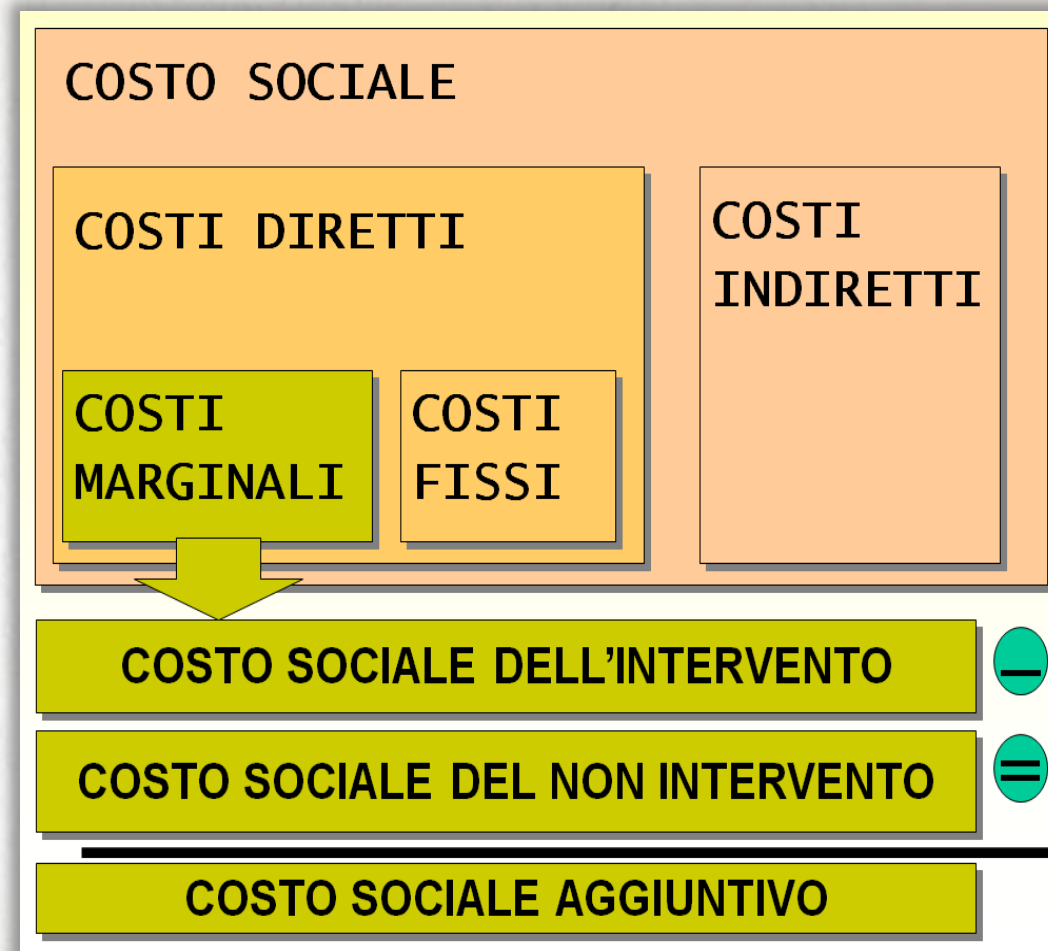 COSTO SOCIALE
COSTI DIRETTI
COSTI
INDIRETTI
COSTI
MARGINALI
COSTI
FISSI
COSTO SOCIALE DELL’INTERVENTO –
COSTO SOCIALE DEL NON INTERVENTO =
COSTO SOCIALE AGGIUNTIVO